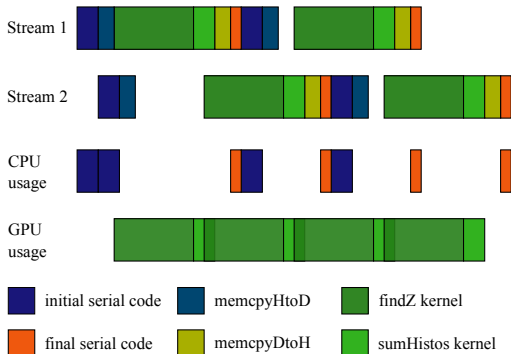 Stream 1
Stream 2
CPU
usage
GPU
usage
initial serial code
memcpyHtoD
findZ kernel
final serial code
memcpyDtoH
sumHistos kernel